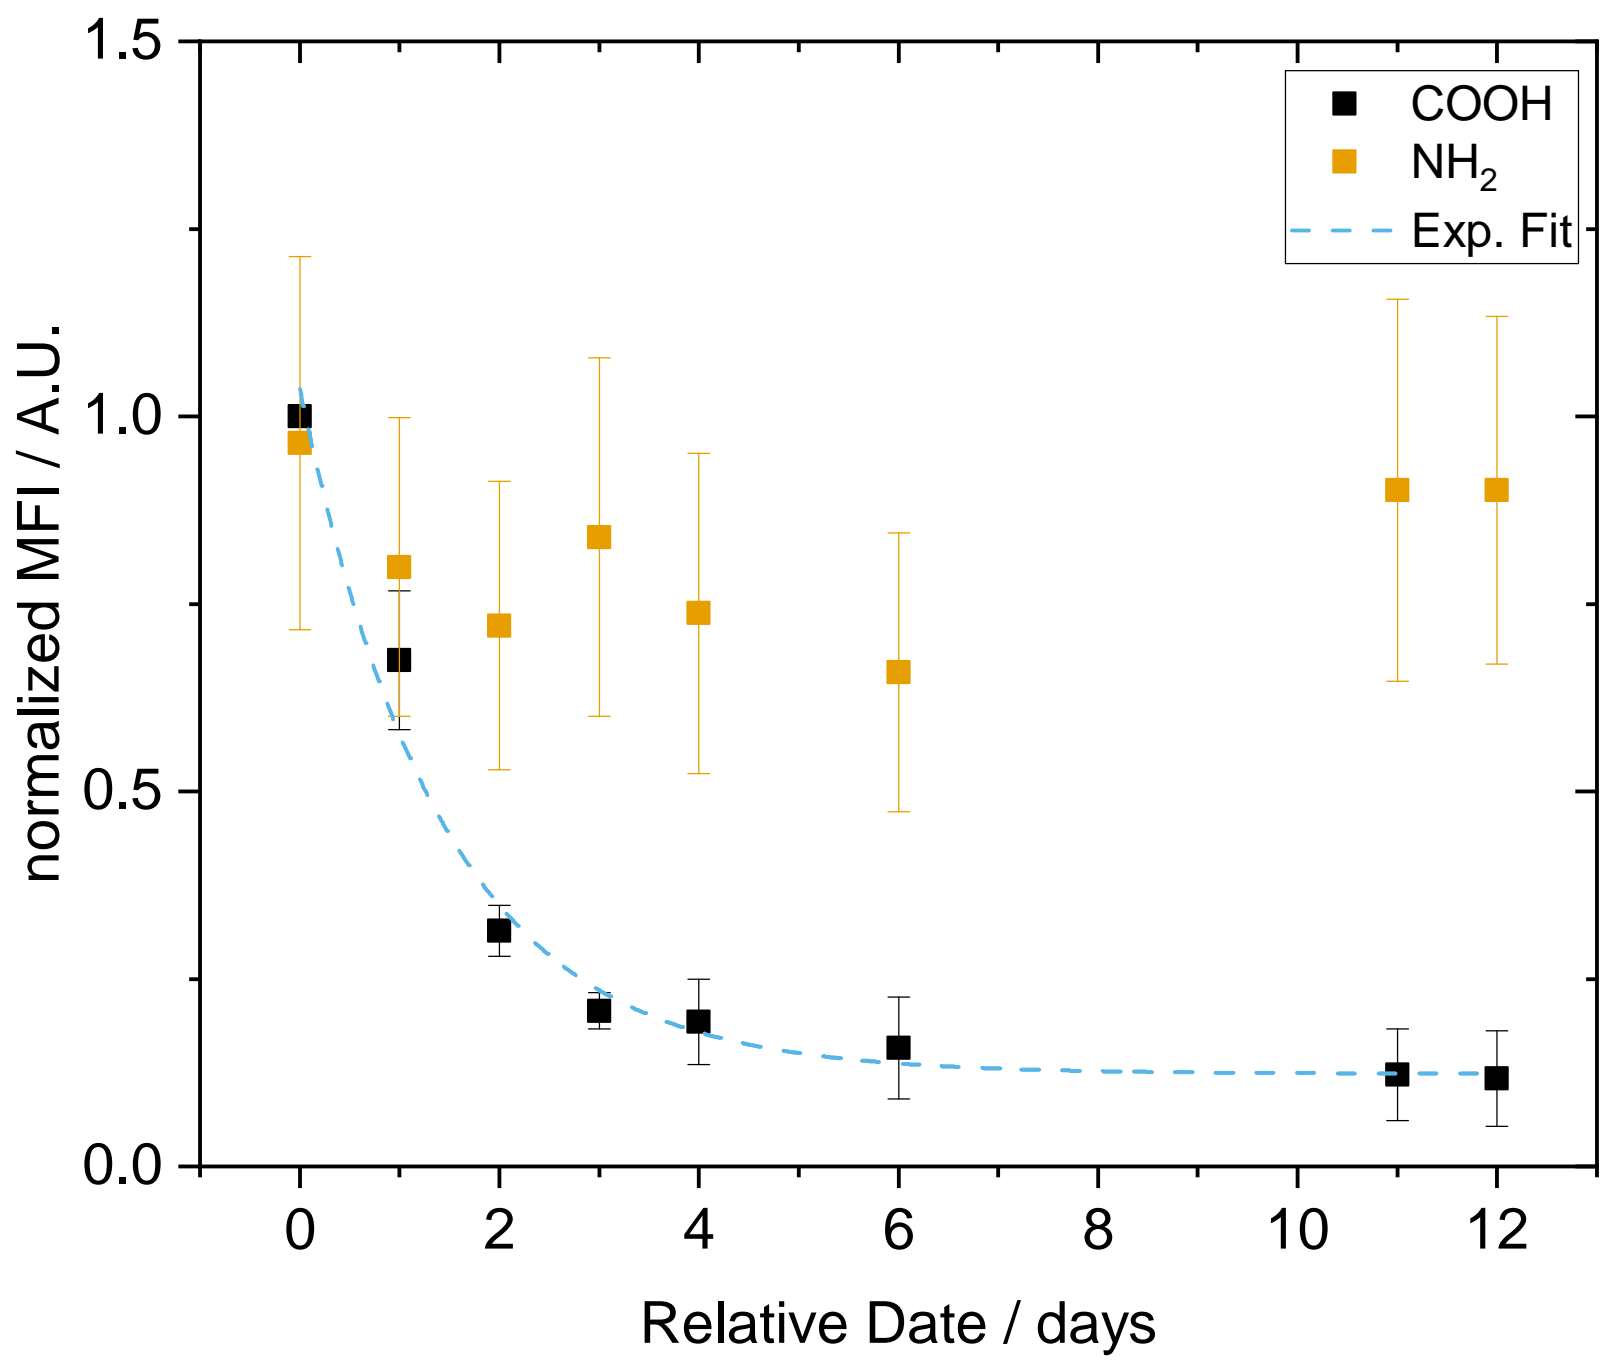 1.5
1.0
0.5
0.0
normalized MFI / A.U.
COOH
NH₂
Exp. Fit
0 2 4 6 8 10 12
Relative Date / days